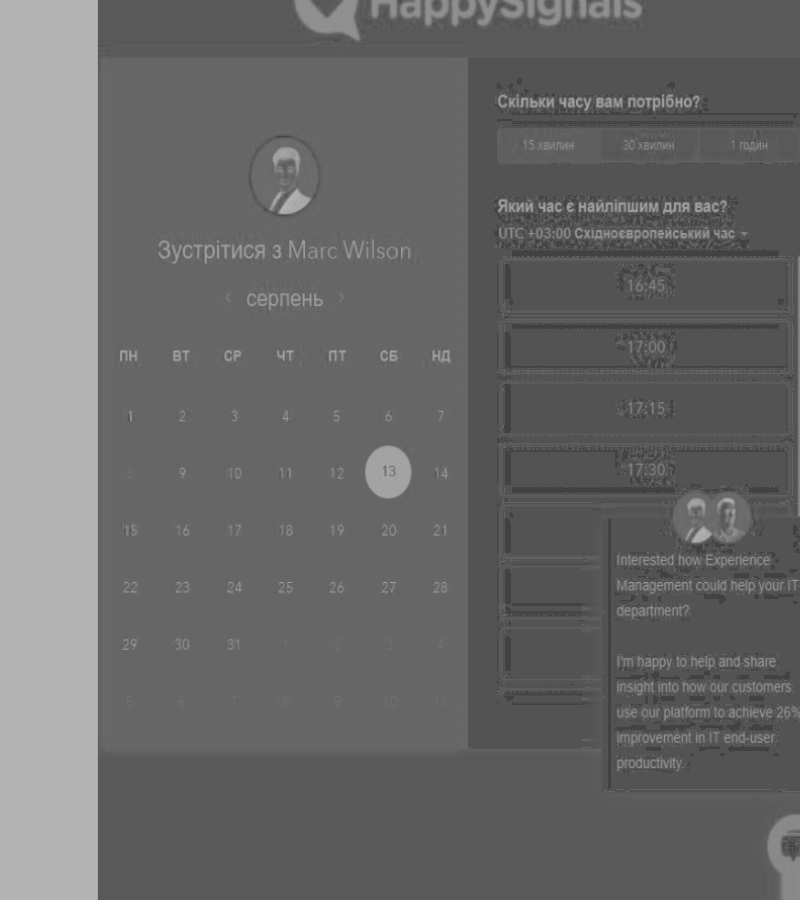 HappySignals
Зустрітися з Marc Wilson
серпень
ПН ВТ СР ЧТ ПТ СБ НД
1 2 3 4 5 6 7
8 9 10 11 12 13 14
15 16 17 18 19 20 21
22 23 24 25 26 27 28
29 30 31 1 2 3 4
5 6 7 8 9 10 11
Скільки часу вам потрібно?
15 хвилин 30 хвилин 1 годин
Який час є найліпшим для вас?
UTC +03:00 Східноєвропейський час
16:45
17:00
17:15
17:30
Interested how Experience
Management could help your IT
department?
I'm happy to help and share
insight into how our customers
use our platform to achieve 26%
improvement in IT end-user
productivity.